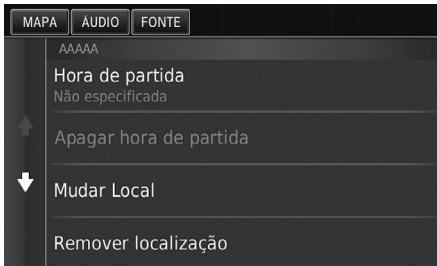 MAPA ÁUDIO FONTE
AAAAA
Hora de partida
Não especificada
Apagar hora de partida
Mudar Local
Remover localização